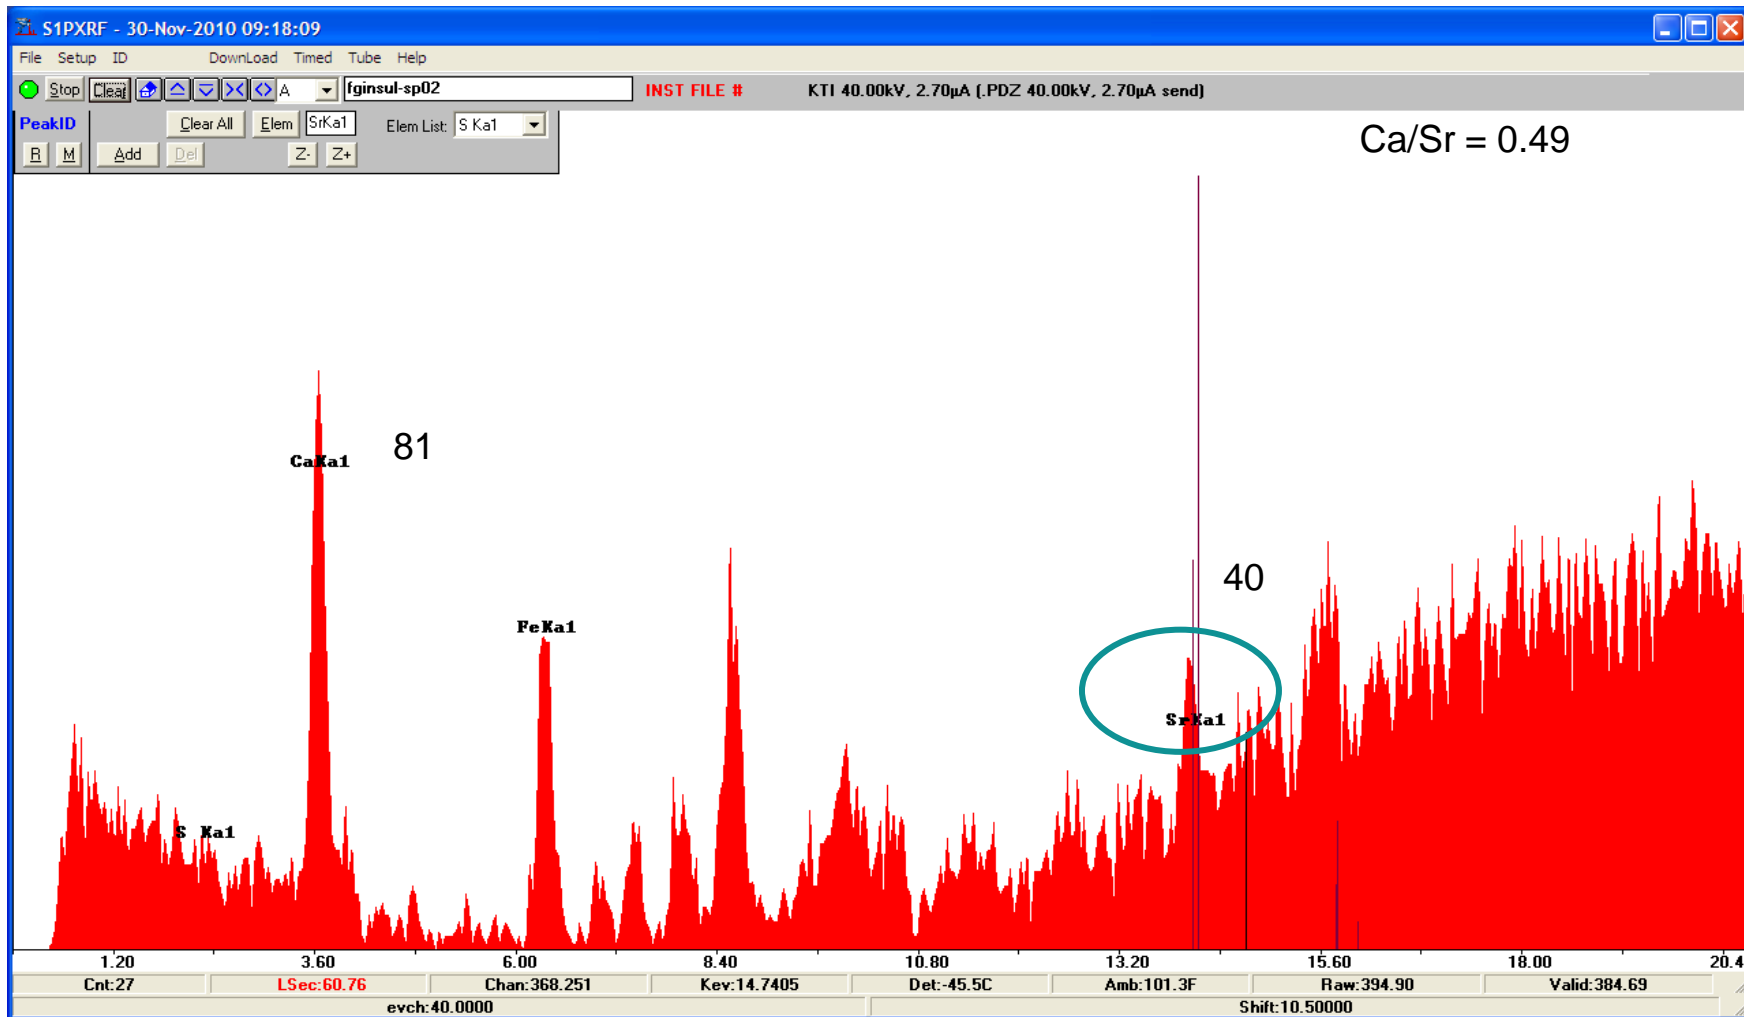 S1PXRF - 30-Nov-2010 09:18:09
File Setup ID DownLoad Timed Tube Help
Stop Clear A fginsul-sp02 INST FILE # KTI 40.00kV, 2.70µA (.PDZ 40.00kV, 2.70µA send)
PeakID Clear All Elem SrKa1 Elem List: S Ka1
R M Add Del Z- Z+
Ca/Sr = 0.49
81
CaKa1
40
FeKa1
SrKa1
S Ka1
1.20 3.60 6.00 8.40 10.80 13.20 15.60 18.00 20.4
Cnt:27 LSec:60.76 Chan:368.251 Kev:14.7405 Det:-45.5C Amb:101.3F Raw:394.90 Valid:384.69
evch:40.0000 Shift:10.50000